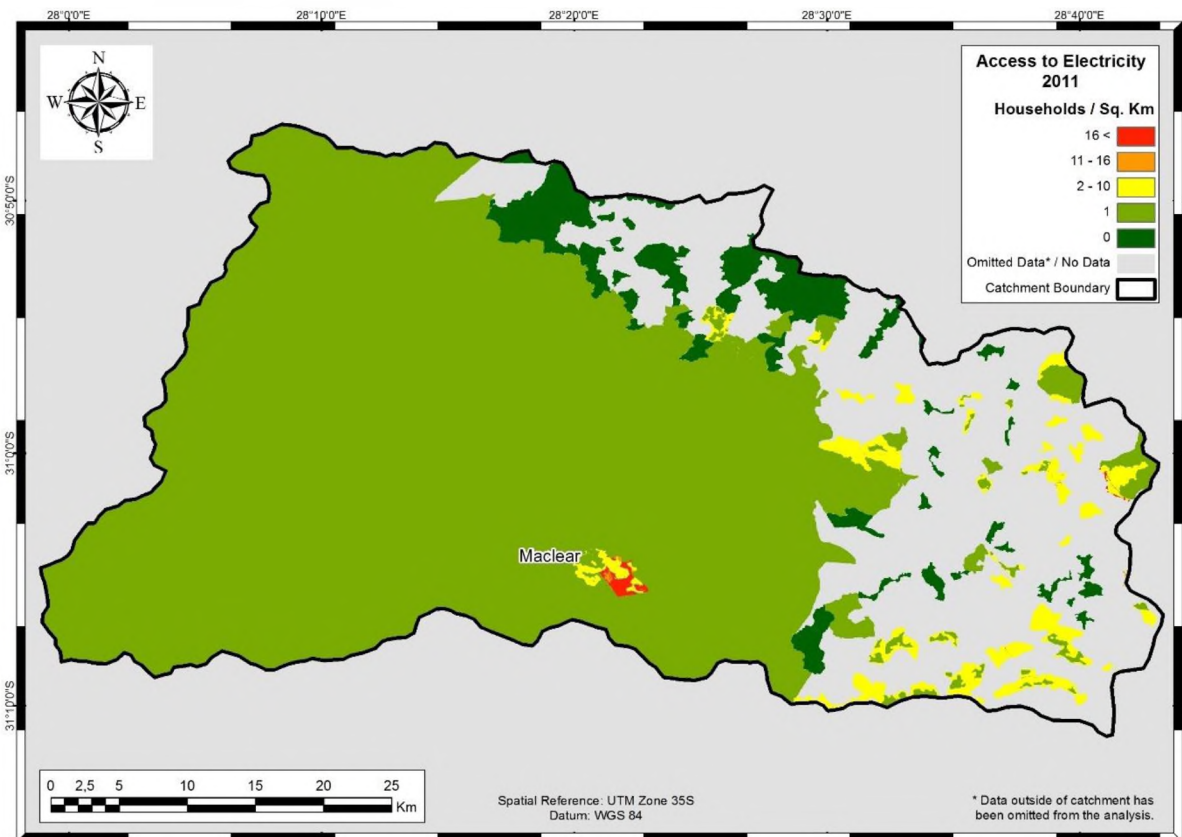 28°0'0"E 28°10'0"E 28°20'0"E 28°30'0"E 28°40'0"E
N
W E
S
Access to Electricity
2011
Households / Sq. Km
16 <
11 - 16
2 - 10
1
0
Omitted Data* / No Data
Catchment Boundary
30°50'0"S
31°0'0"S
31°10'0"S
Maclear
0 2,5 5 10 15 20 25
Km
Spatial Reference: UTM Zone 35S
Datum: WGS 84
* Data outside of catchment has
been omitted from the analysis.